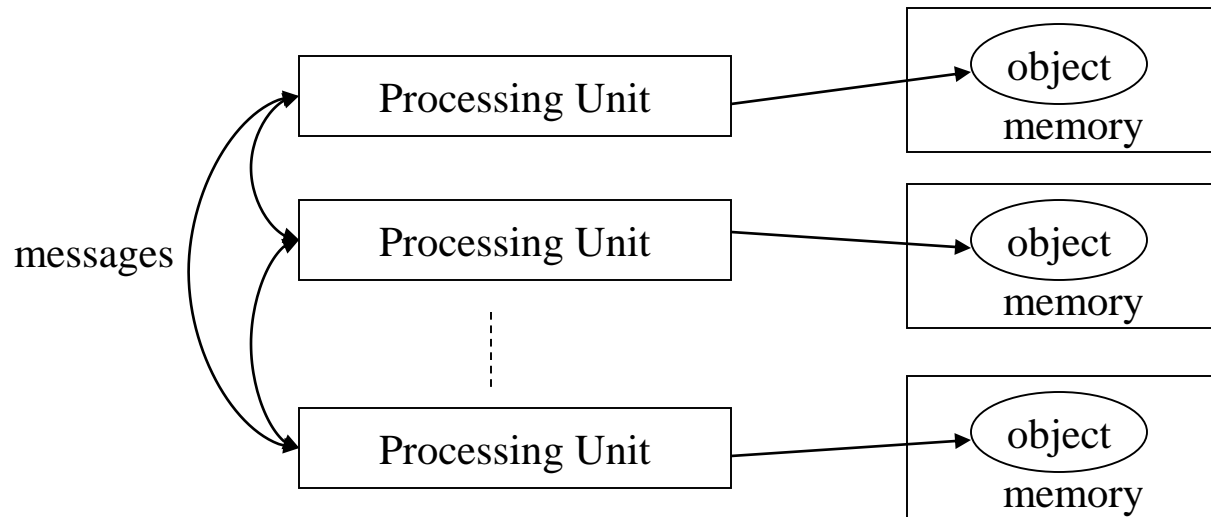 Processing Unit
object
memory
messages
Processing Unit
object
memory
Processing Unit
object
memory